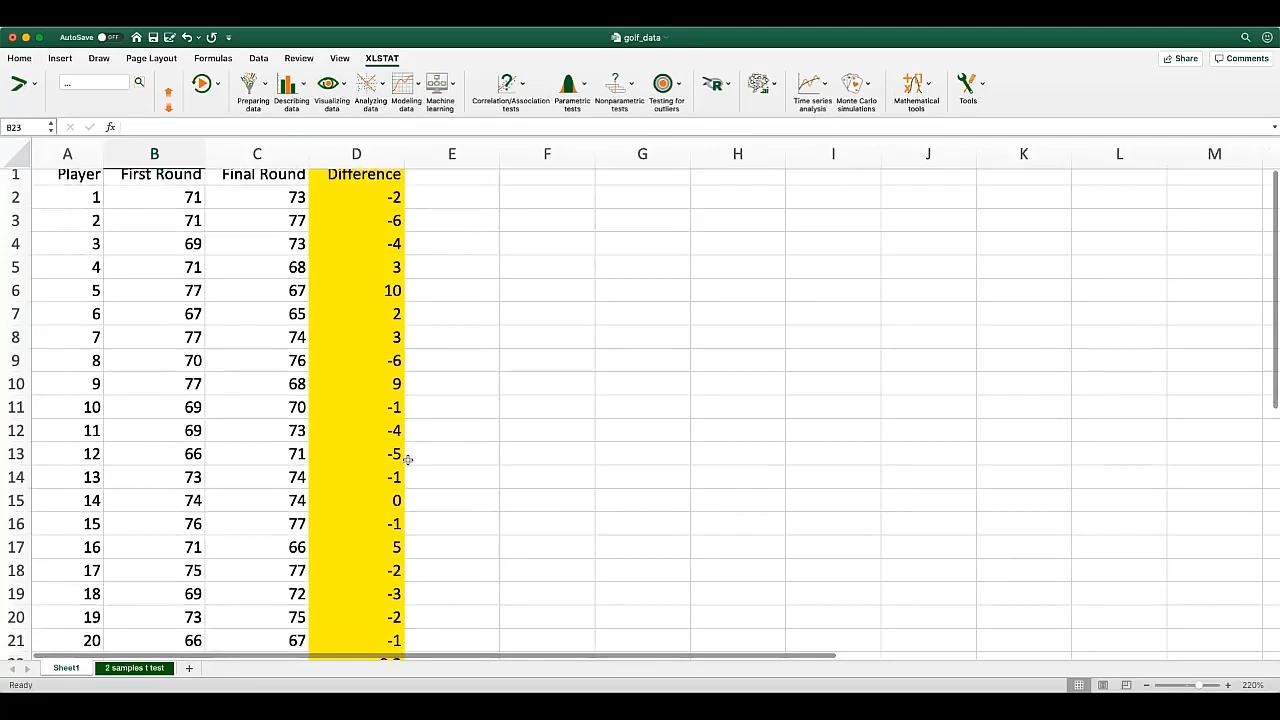 AutoSave OFF golf_data
Home Insert Draw Page Layout Formulas Data Review View XLSTAT Share Comments
...
Preparing data Describing data Visualizing data Analyzing data Modeling data Machine learning Correlation/Association tests Parametric tests Nonparametric tests Testing for outliers R Time series analysis Monte Carlo simulations Mathematical tools Tools
B23 fx
A B C D E F G H I J K L M
1 Player First Round Final Round Difference
2 1 71 73 -2
3 2 71 77 -6
4 3 69 73 -4
5 4 71 68 3
6 5 77 67 10
7 6 67 65 2
8 7 77 74 3
9 8 70 76 -6
10 9 77 68 9
11 10 69 70 -1
12 11 69 73 -4
13 12 66 71 -5
14 13 73 74 -1
15 14 74 74 0
16 15 76 77 -1
17 16 71 66 5
18 17 75 77 -2
19 18 69 72 -3
20 19 73 75 -2
21 20 66 67 -1
Sheet1 2 samples t test
Ready 220%